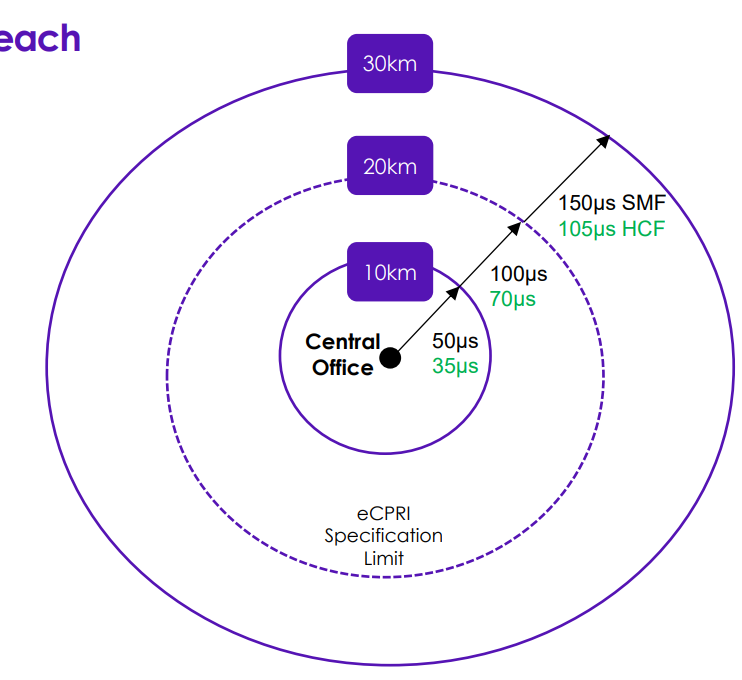 each
30km
20km
150µs SMF
105µs HCF
10km
100µs
70µs
Central
Office
50µs
35µs
eCPRI
Specification
Limit